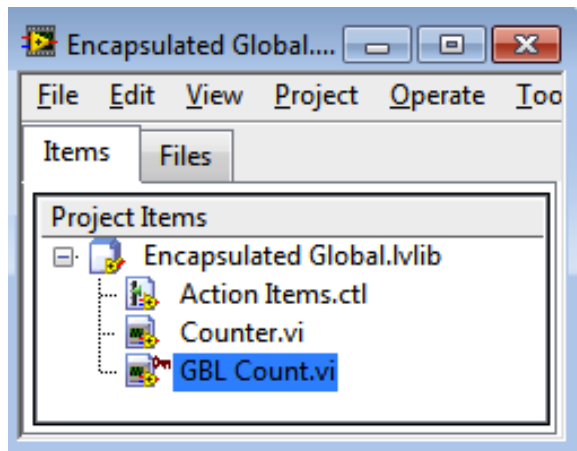 Encapsulated Global....
File Edit View Project Operate Too
Items Files
Project Items
Encapsulated Global.lvlib
Action Items.ctl
Counter.vi
GBL Count.vi